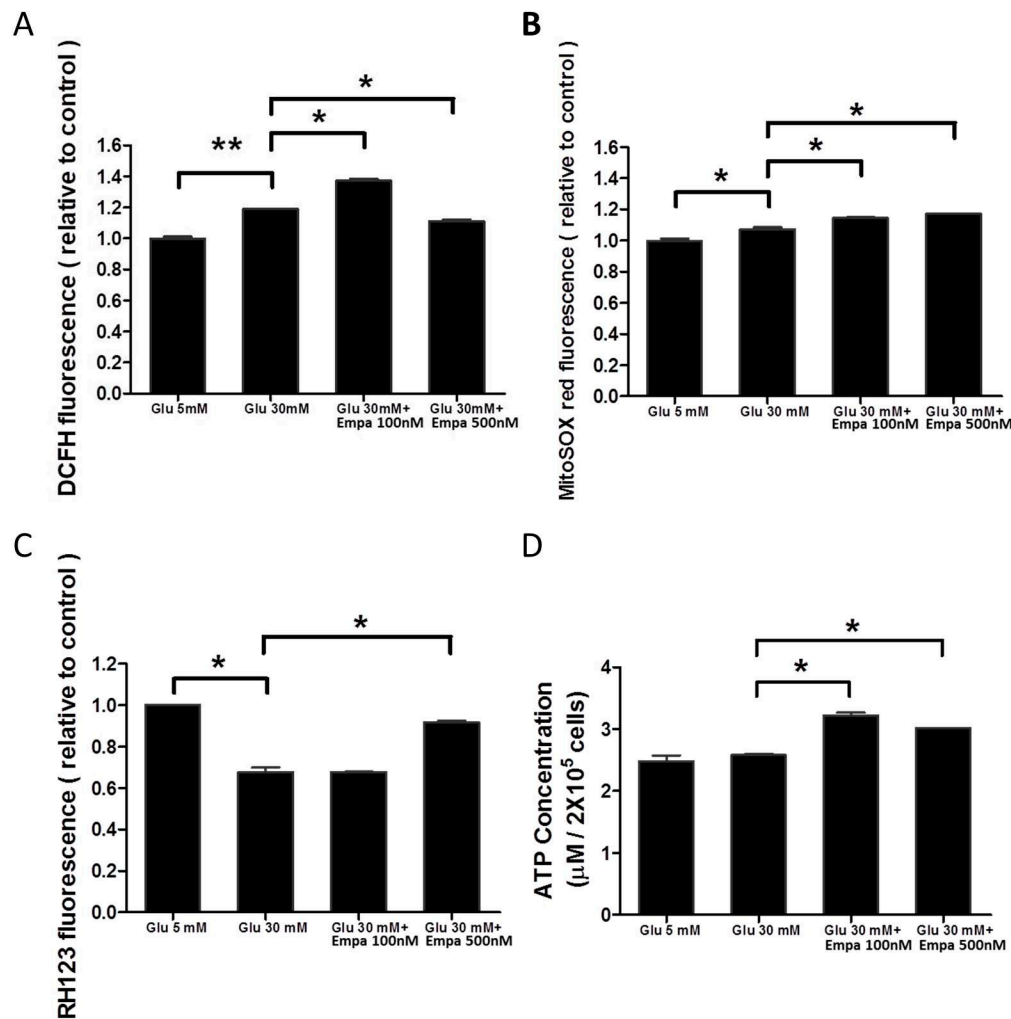 A
DCFH fluorescence ( relative to control )
1.6
1.4
1.2
1.0
0.8
0.6
0.4
0.2
0.0
**
*
*
Glu 5mM
Glu 30mM
Glu 30mM+
Empa 100nM
Glu 30mM+
Empa 500nM
B
MitoSOX red fluorescence ( relative to control )
1.6
1.4
1.2
1.0
0.8
0.6
0.4
0.2
0.0
*
*
*
Glu 5 mM
Glu 30 mM
Glu 30 mM+
Empa 100nM
Glu 30 mM+
Empa 500nM
C
RH123 fluorescence ( relative to control )
1.2
1.0
0.8
0.6
0.4
0.2
0.0
*
*
Glu 5 mM
Glu 30 mM
Glu 30 mM+
Empa 100nM
Glu 30 mM+
Empa 500nM
D
ATP Concentration
(μM / 2X10⁵ cells)
4
3
2
1
0
*
*
Glu 5 mM
Glu 30 mM
Glu 30 mM+
Empa 100nM
Glu 30 mM+
Empa 500nM